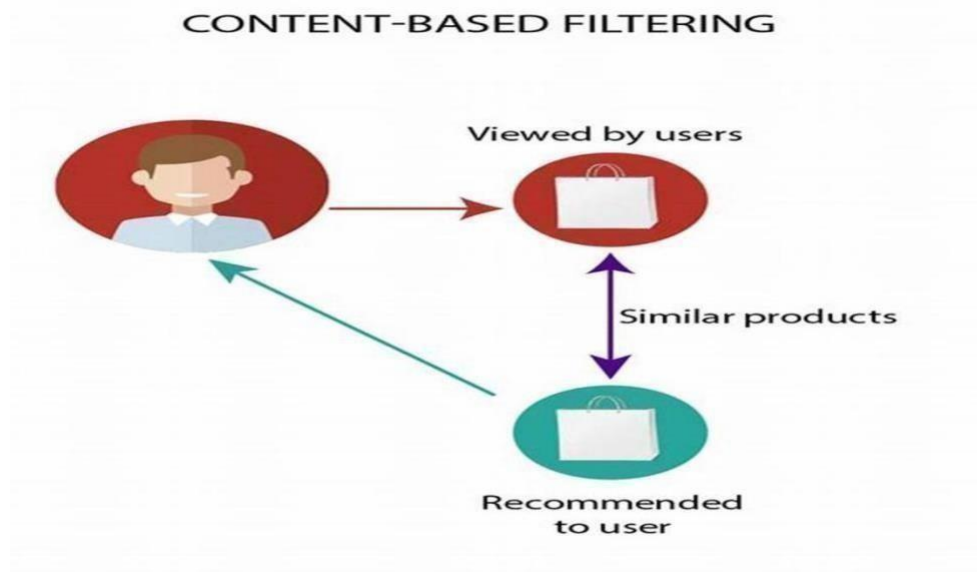 CONTENT-BASED FILTERING
Viewed by users
Similar products
Recommended
to user